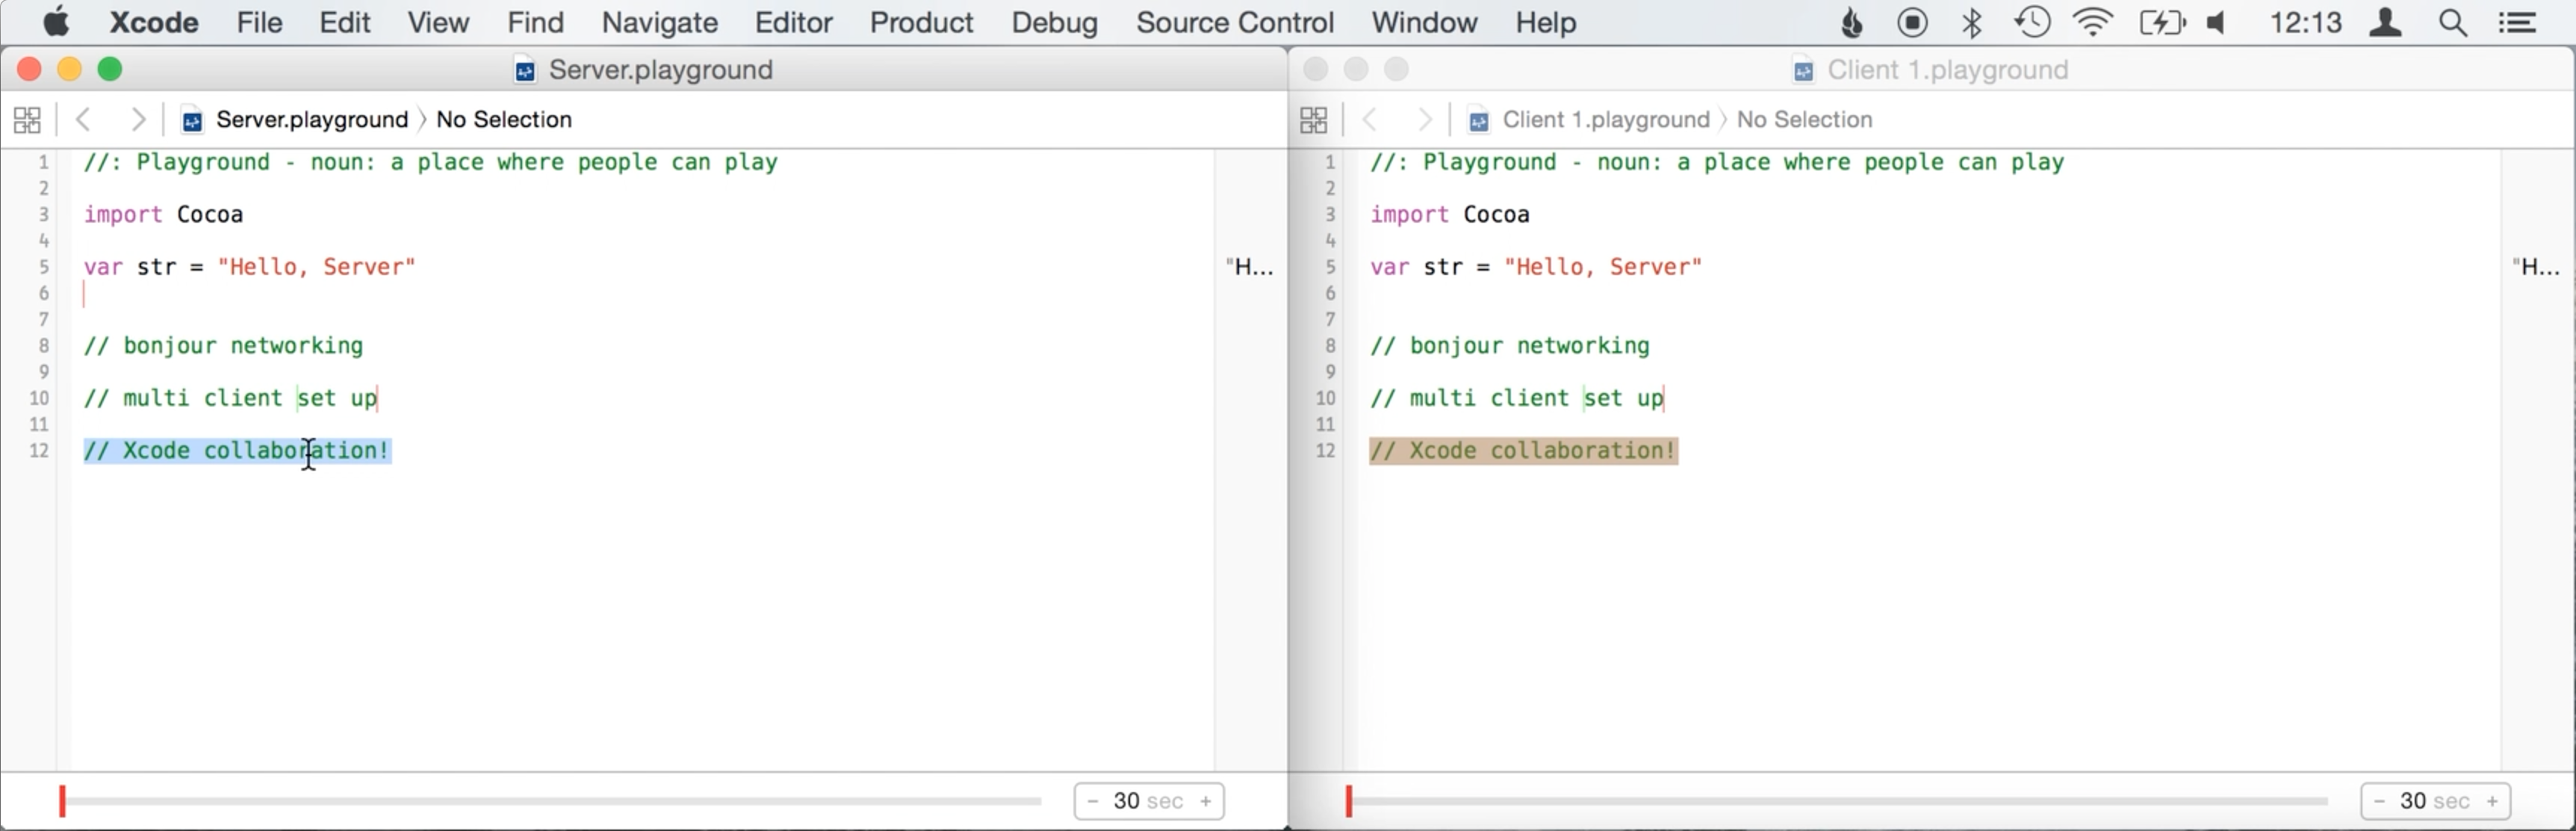 Xcode File Edit View Find Navigate Editor Product Debug Source Control Window Help 12:13
Server.playground
Server.playground No Selection
1 //: Playground - noun: a place where people can play
2
3 import Cocoa
4
5 var str = "Hello, Server" "H...
6
7
8 // bonjour networking
9
10 // multi client set up
11
12 // Xcode collaboration!
- 30 sec +
Client 1.playground
Client 1.playground No Selection
1 //: Playground - noun: a place where people can play
2
3 import Cocoa
4
5 var str = "Hello, Server" "H...
6
7
8 // bonjour networking
9
10 // multi client set up
11
12 // Xcode collaboration!
- 30 sec +